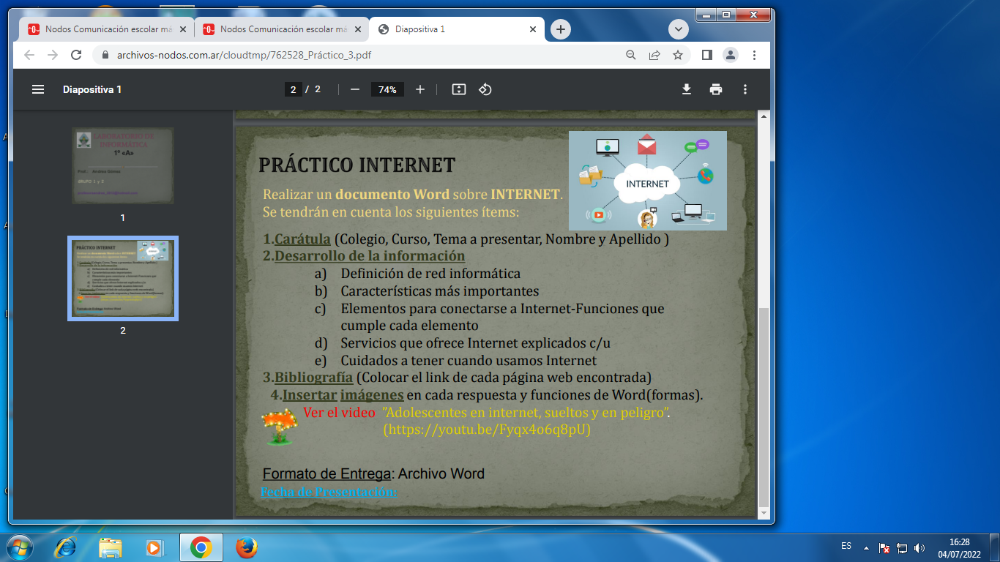 Nodos Comunicación escolar má
Nodos Comunicación escolar má
Diapositiva 1
archivos-nodos.com.ar/cloudtmp/762528_Práctico_3.pdf
Diapositiva 1
2 / 2
74%
LABORATORIO DE
INFORMÁTICA
1º «A»
GRUPO 1 y 2
1
2
PRÁCTICO INTERNET
INTERNET
Realizar un documento Word sobre INTERNET.
Se tendrán en cuenta los siguientes ítems:
1.Carátula (Colegio, Curso, Tema a presentar, Nombre y Apellido )
2.Desarrollo de la información
a) Definición de red informática
b) Características más importantes
c) Elementos para conectarse a Internet-Funciones que
cumple cada elemento
d) Servicios que ofrece Internet explicados c/u
e) Cuidados a tener cuando usamos Internet
3.Bibliografía (Colocar el link de cada página web encontrada)
4.Insertar imágenes en cada respuesta y funciones de Word(formas).
Ver el video "Adolescentes en internet, sueltos y en peligro".
(https://youtu.be/Fyqx4o6q8pU)
Formato de Entrega: Archivo Word
Fecha de Presentación:
ES
16:28
04/07/2022